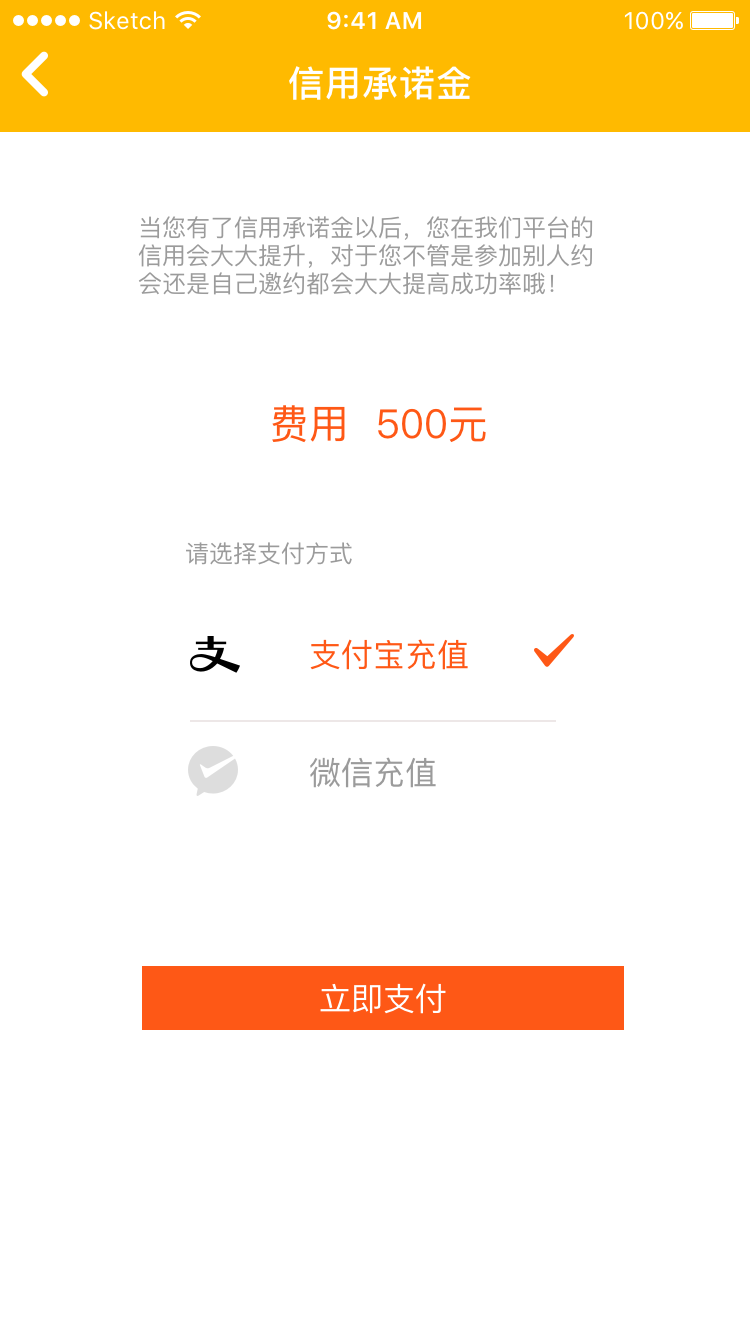 Sketch 9:41 AM 100%
信用承诺金
当您有了信用承诺金以后，您在我们平台的
信用会大大提升，对于您不管是参加别人约
会还是自己邀约都会大大提高成功率哦！
费用 500元
请选择支付方式
支付宝充值
微信充值
立即支付